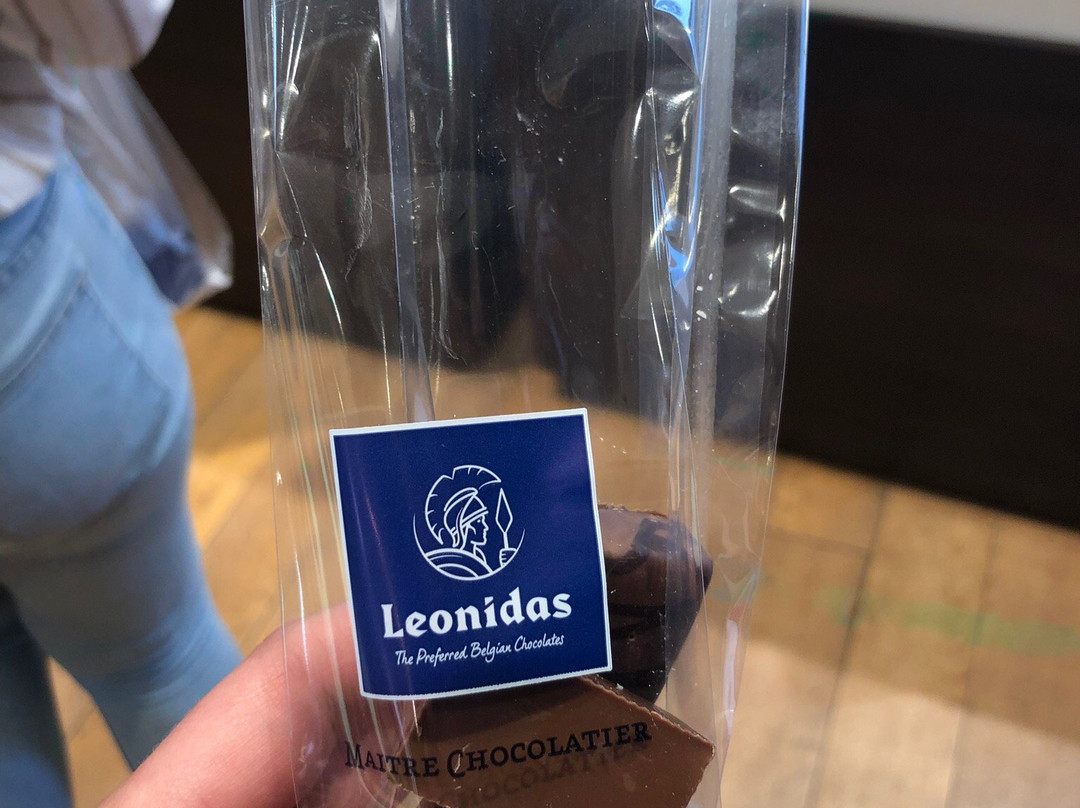 Leonidas
The Preferred Belgian Chocolates
MAITRE CHOCOLATIER